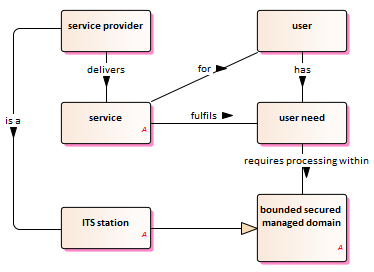 service provider
user
delivers
for
has
is a
service
A
fulfils
user need
requires processing within
ITS station
A
bounded secured
managed domain
A